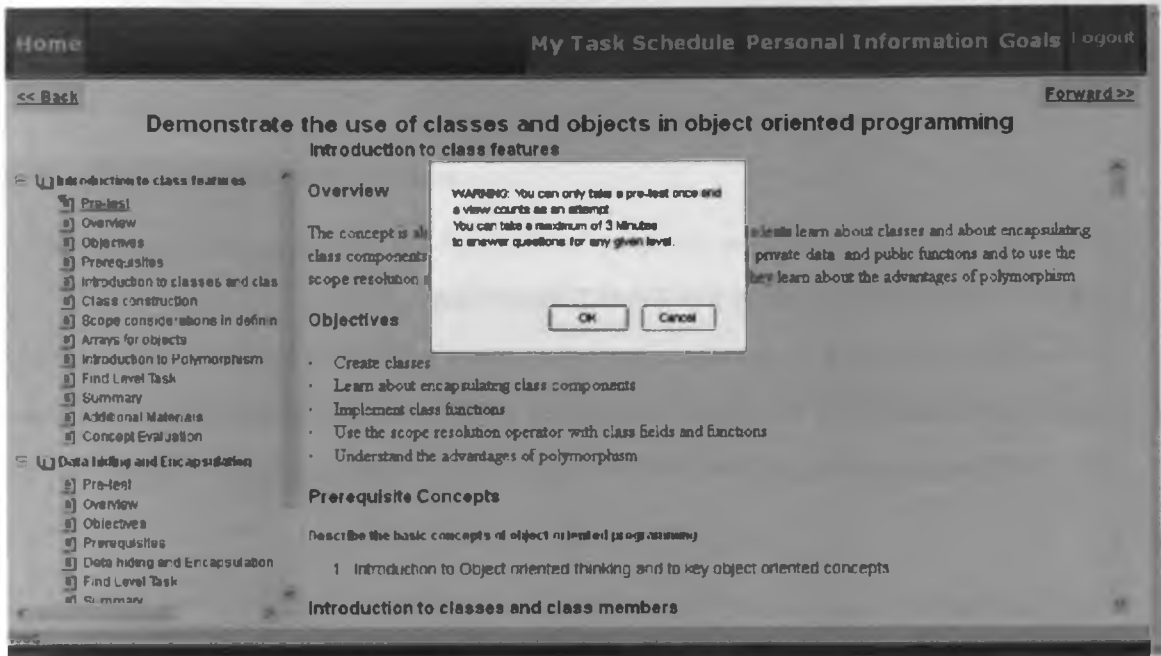 Home My Task Schedule Personal Information Goals Logout
<< Back Forward >>
Demonstrate the use of classes and objects in object oriented programming
Introduction to class features
Introduction to class features
Pre-test
Overview
Objectives
Prerequisites
Introduction to classes and clas
Class construction
Scope considerations in definin
Arrays for objects
Introduction to Polymorphism
Find Level Task
Summary
Additional Materials
Concept Evaluation
Data hiding and Encapsulation
Pre-test
Overview
Objectives
Prerequisites
Data hiding and Encapsulation
Find Level Task
Summary
Overview
The concept is learn about classes and about encapsulating
class components private data and public functions and to use the
scope resolution learn about the advantages of polymorphism
WARNING: You can only take a pre-test once and
a view counts as an attempt
You can take a maximum of 3 Minutes
to answer questions for any given level.
OK Cancel
Objectives
· Create classes
· Learn about encapsulating class components
· Implement class functions
· Use the scope resolution operator with class fields and functions
· Understand the advantages of polymorphism
Prerequisite Concepts
Describe the basic concepts of object oriented programming
1 Introduction to Object oriented thinking and to key object oriented concepts
Introduction to classes and class members